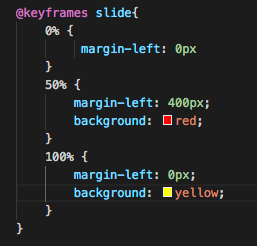 @keyframes slide{
0% {
margin-left: 0px
}
50% {
margin-left: 400px;
background: red;
}
100% {
margin-left: 0px;
background: yellow;
}
}